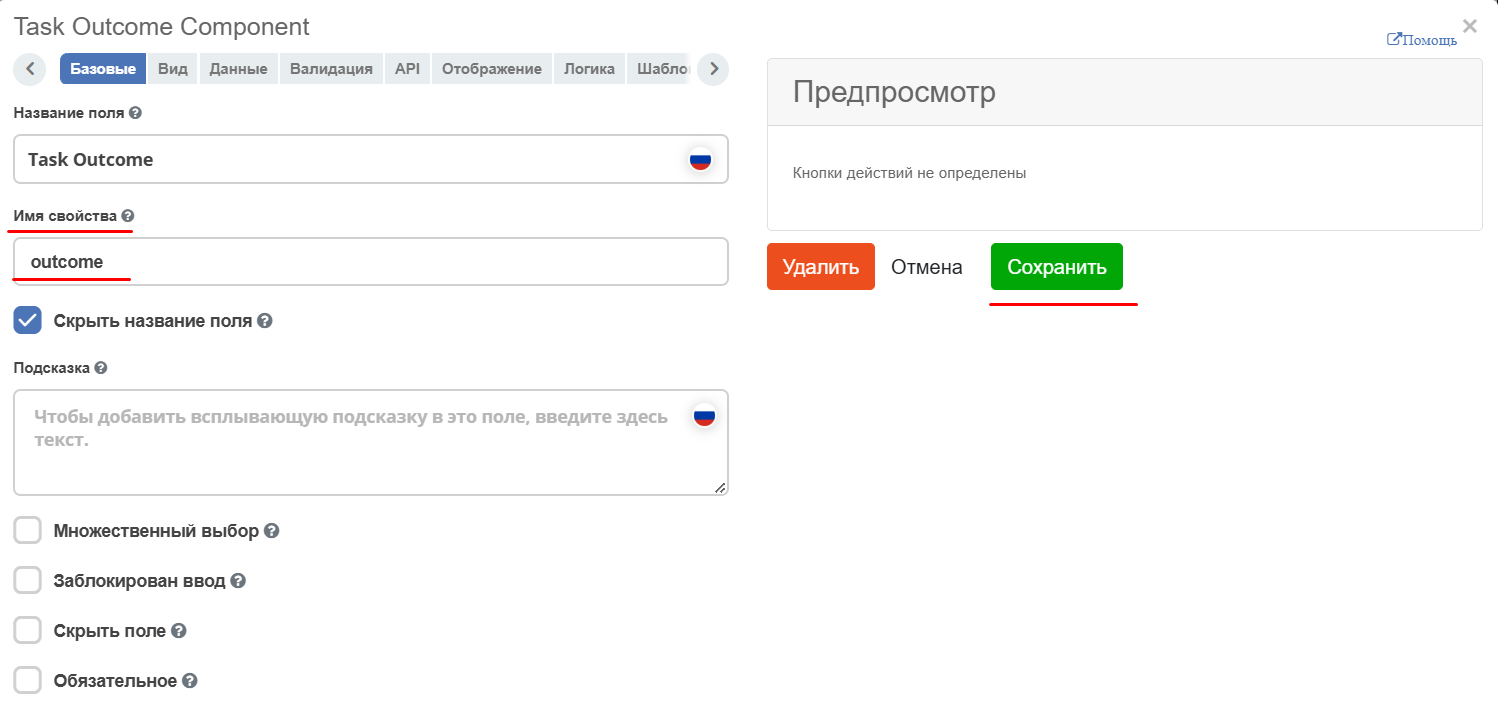 Task Outcome Component
Помощь
Базовые Вид Данные Валидация API Отображение Логика Шабло
Название поля
Task Outcome
Имя свойства
outcome
Скрыть название поля
Подсказка
Чтобы добавить всплывающую подсказку в это поле, введите здесь
текст.
Множественный выбор
Заблокирован ввод
Скрыть поле
Обязательное
Предпросмотр
Кнопки действий не определены
Удалить Отмена Сохранить